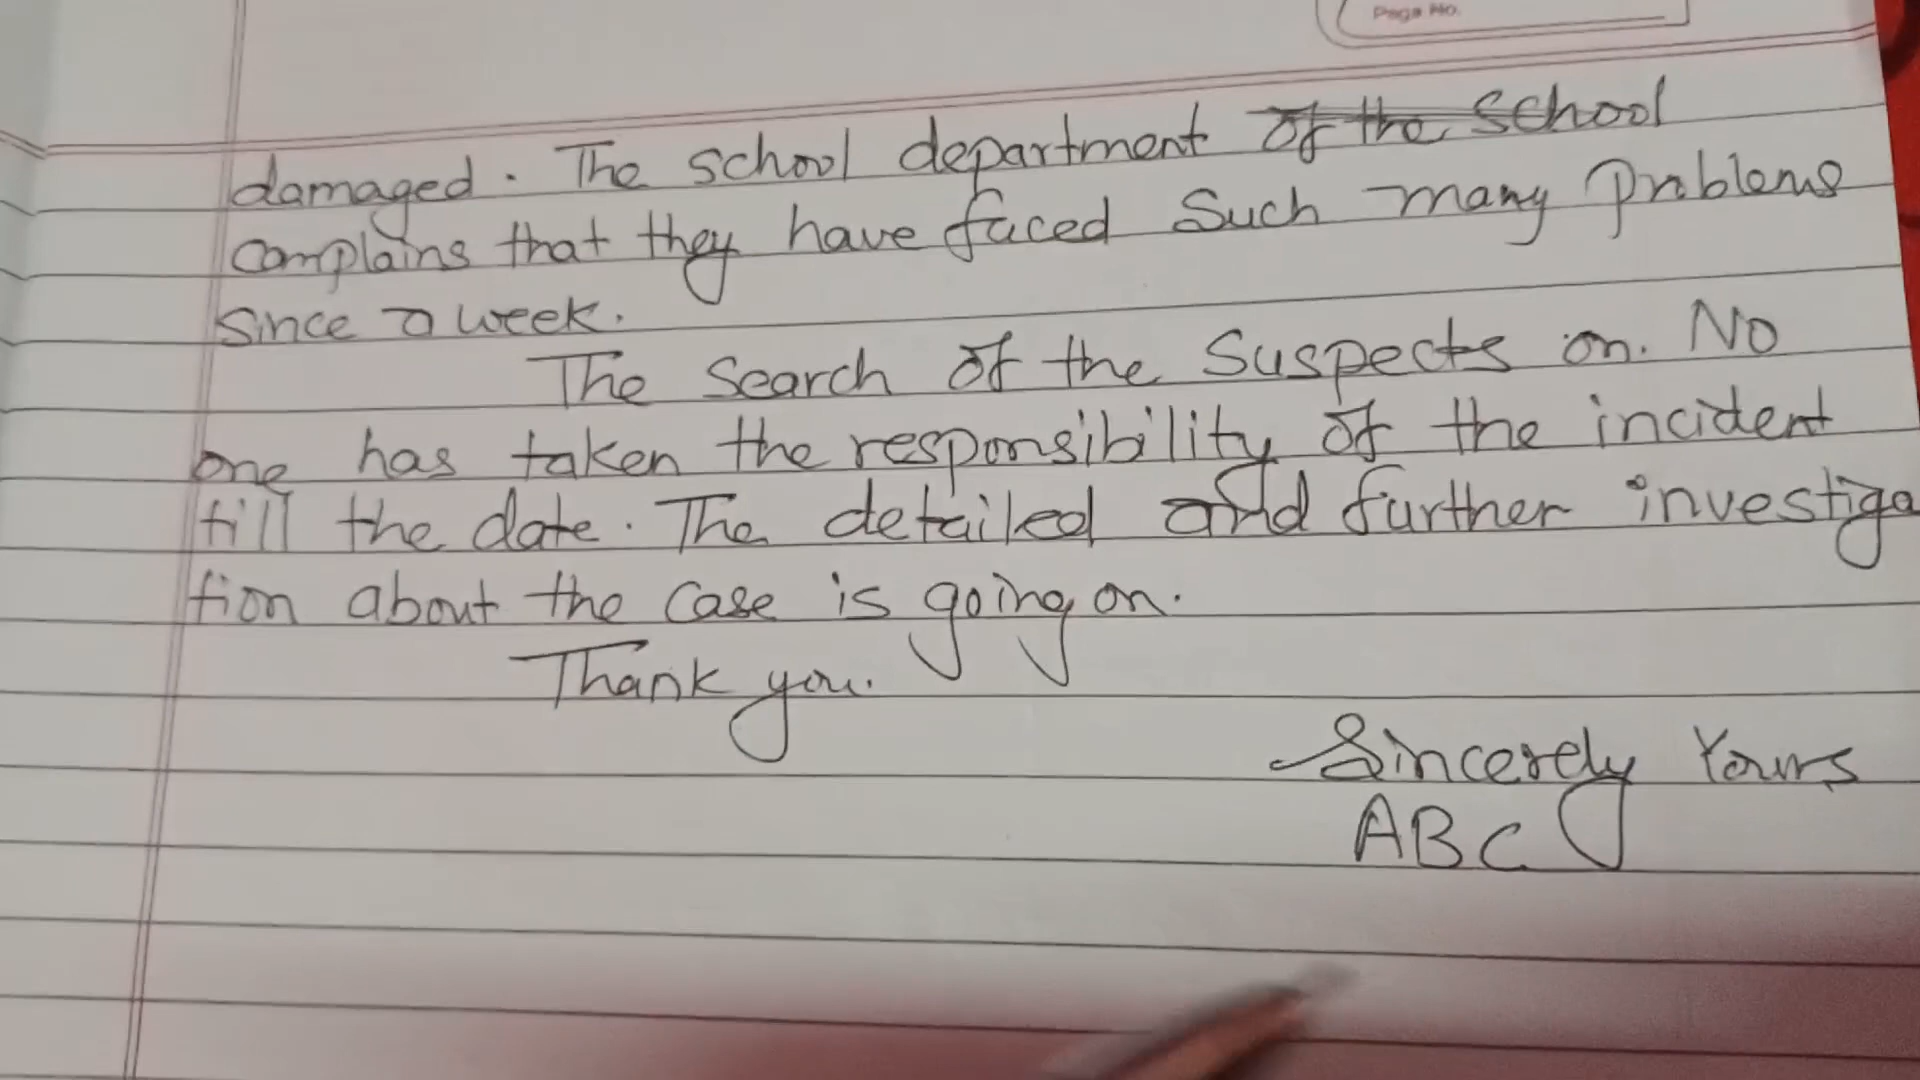 Page No.
damaged. The school department of the school
complains that they have faced such many problems
since a week.
The search of the suspects on. No
one has taken the responsibility of the incident
till the date. The detailed and further investiga
tion about the case is going on.
Thank you.
Sincerely Yours
ABC